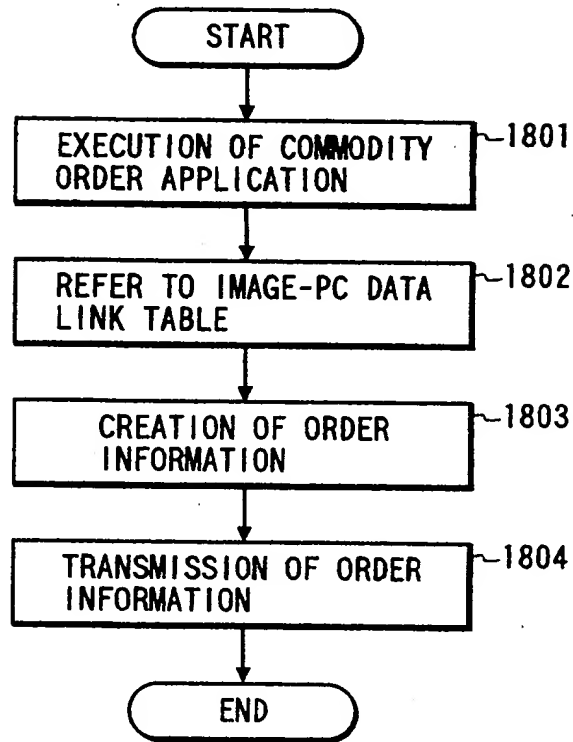 START
EXECUTION OF COMMODITY
ORDER APPLICATION
1801
REFER TO IMAGE-PC DATA
LINK TABLE
1802
CREATION OF ORDER
INFORMATION
1803
TRANSMISSION OF ORDER
INFORMATION
1804
END